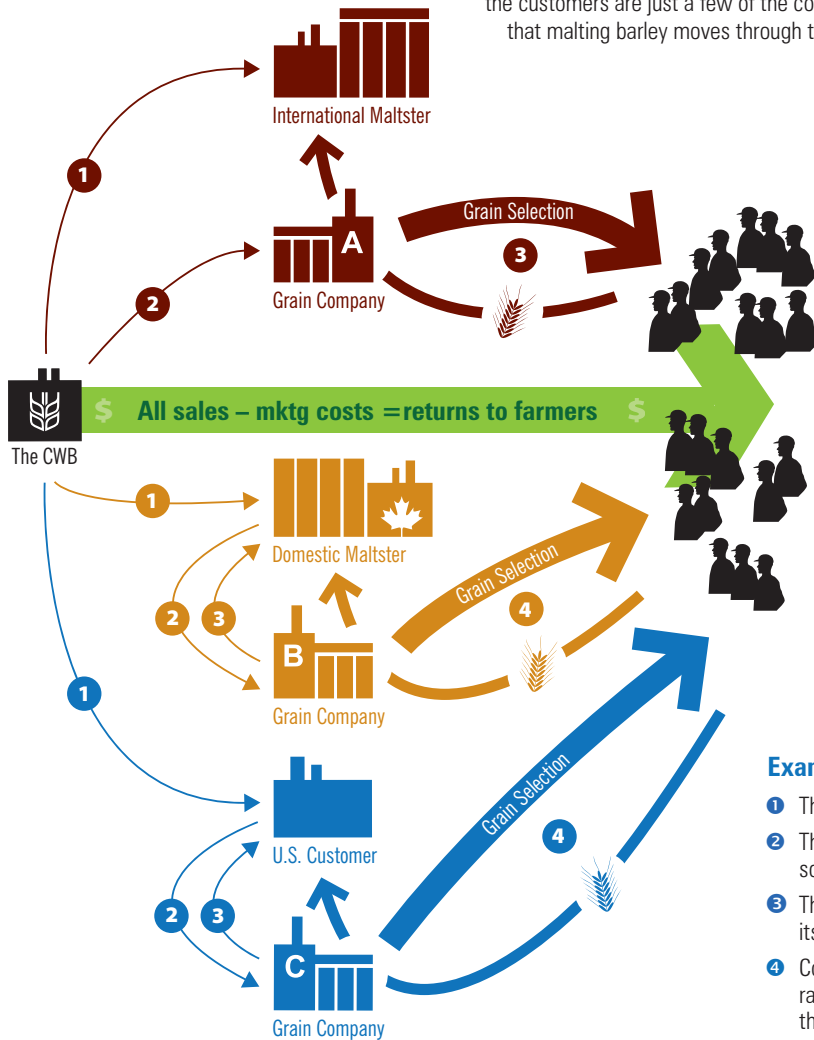 the customers are just a few of the co
that malting barley moves through t
International Maltster
1
Grain Selection
A
3
Grain Company
2
$ All sales – mktg costs = returns to farmers $
The CWB
1
Domestic Maltster
Grain Selection
2
3
4
B
Grain Company
1
Grain Selection
U.S. Customer
4
2
3
C
Grain Company
Exar
1 Th
2 Th
sc
3 Th
its
4 Co
ra
th